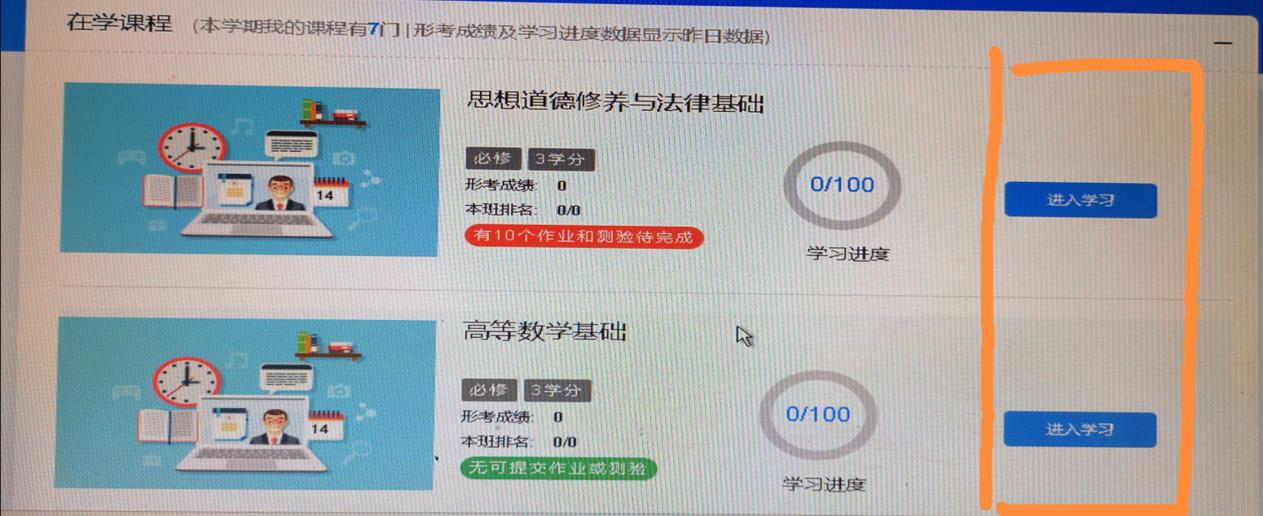 在学课程 (本学期我的课程有7门|形考成绩及学习进度数据显示昨日数据)
思想道德修养与法律基础
必修 3学分
形考成绩: 0
本班排名: 0/0
有10个作业和测验待完成
0/100
学习进度
进入学习
14
高等数学基础
必修 3学分
形考成绩: 0
本班排名: 0/0
无可提交作业或测验
0/100
学习进度
进入学习
14